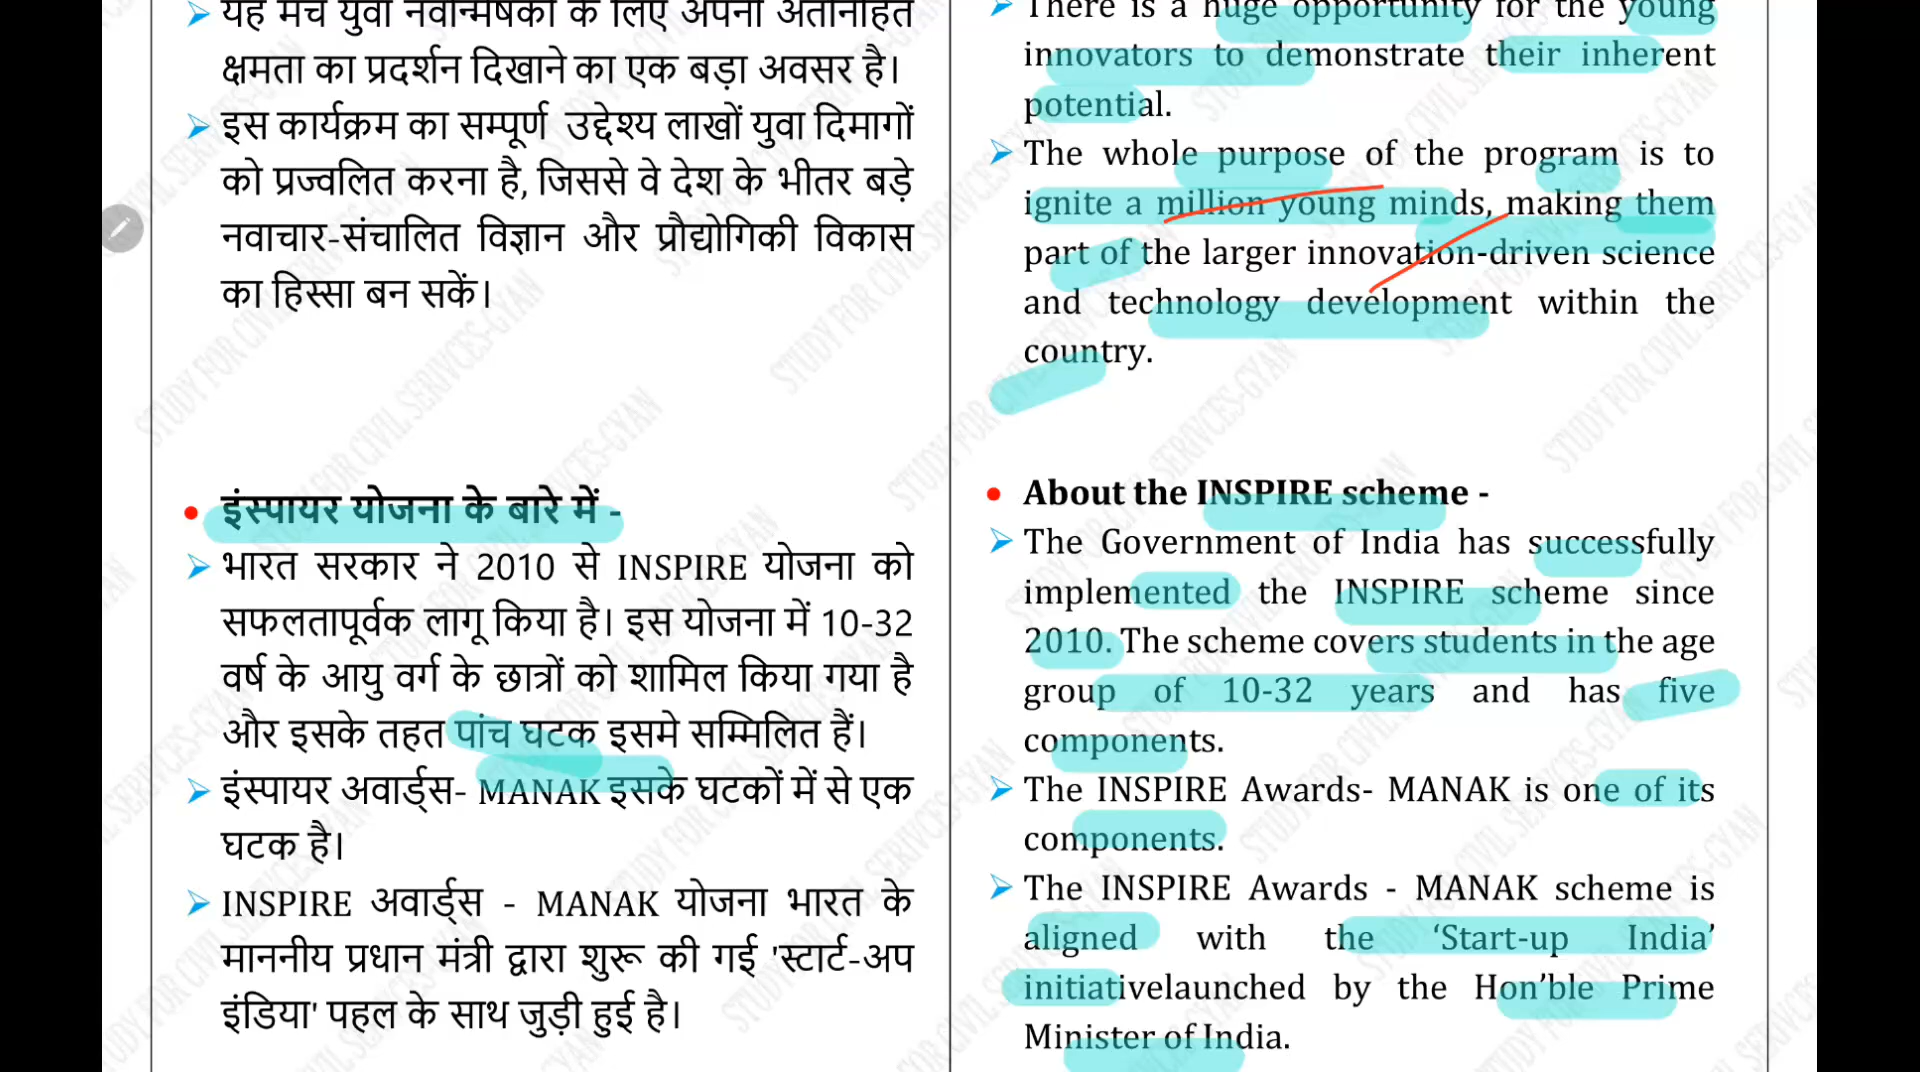 यह मंच युवा नवोन्मेषकों के लिए अपनी अंतर्निहित
क्षमता का प्रदर्शन दिखाने का एक बड़ा अवसर है।
इस कार्यक्रम का सम्पूर्ण उद्देश्य लाखों युवा दिमागों
को प्रज्वलित करना है, जिससे वे देश के भीतर बड़े
नवाचार-संचालित विज्ञान और प्रौद्योगिकी विकास
का हिस्सा बन सकें।
इंस्पायर योजना के बारे में -
भारत सरकार ने 2010 से INSPIRE योजना को
सफलतापूर्वक लागू किया है। इस योजना में 10-32
वर्ष के आयु वर्ग के छात्रों को शामिल किया गया है
और इसके तहत पांच घटक इसमे सम्मिलित हैं।
इंस्पायर अवार्ड्स- MANAK इसके घटकों में से एक
घटक है।
INSPIRE अवार्ड्स - MANAK योजना भारत के
माननीय प्रधान मंत्री द्वारा शुरू की गई 'स्टार्ट-अप
इंडिया' पहल के साथ जुड़ी हुई है।
There is a huge opportunity for the young
innovators to demonstrate their inherent
potential.
The whole purpose of the program is to
ignite a million young minds, making them
part of the larger innovation-driven science
and technology development within the
country.
About the INSPIRE scheme -
The Government of India has successfully
implemented the INSPIRE scheme since
2010. The scheme covers students in the age
group of 10-32 years and has five
components.
The INSPIRE Awards- MANAK is one of its
components.
The INSPIRE Awards - MANAK scheme is
aligned with the ‘Start-up India’
initiativelaunched by the Hon’ble Prime
Minister of India.
STUDY FOR CIVIL SERIVCES-GYAN